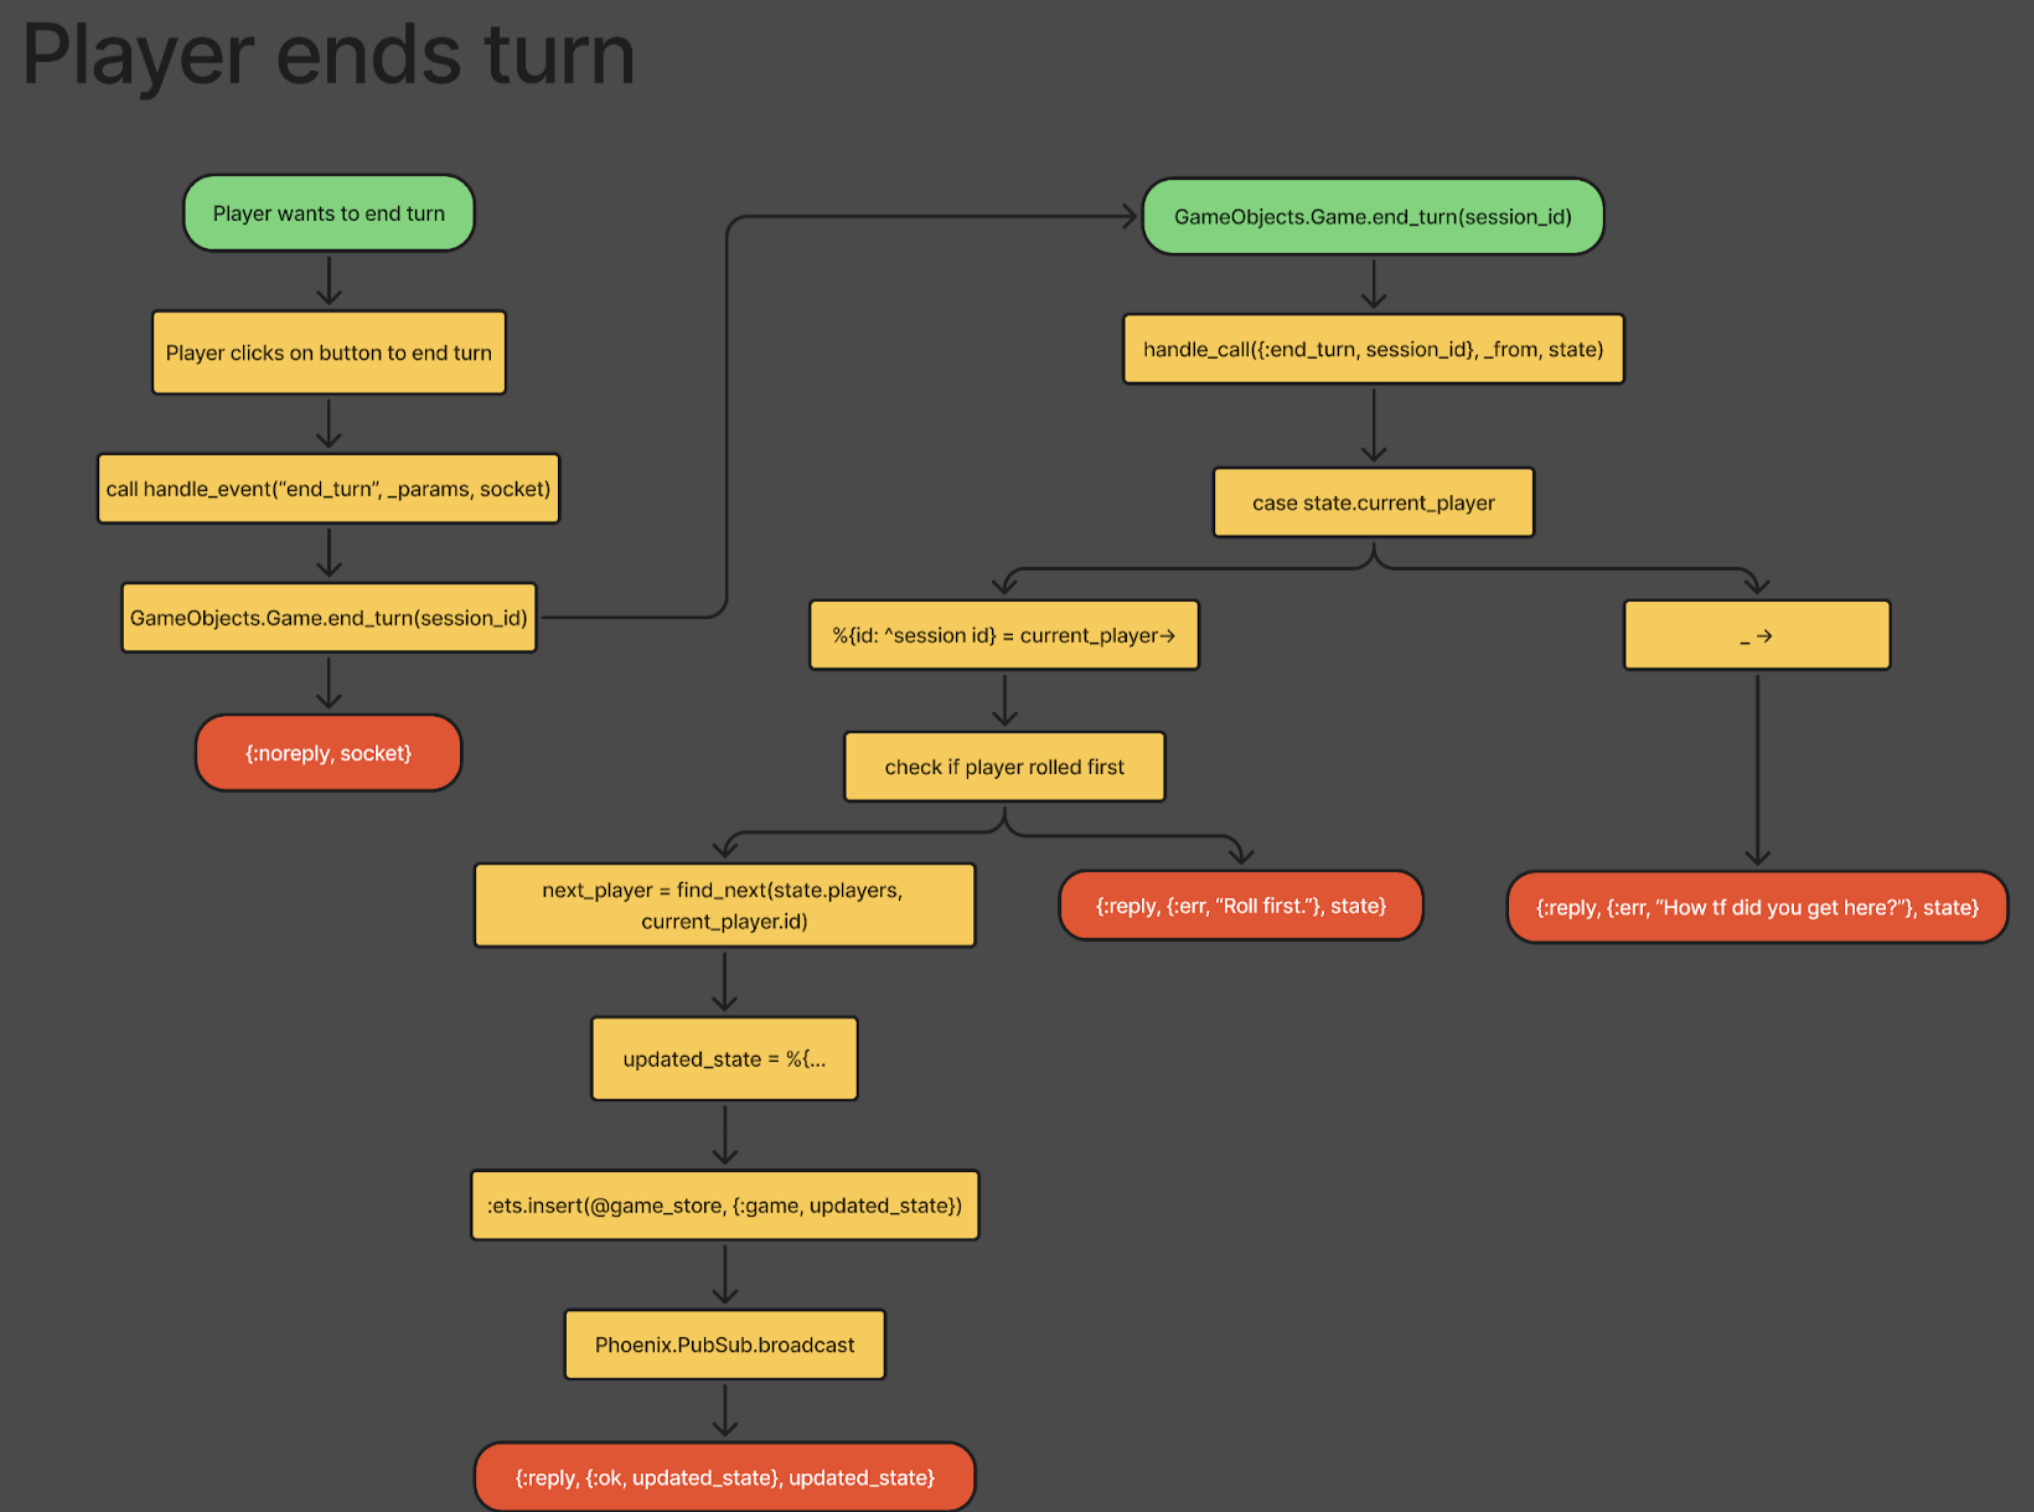 Player ends turn
Player wants to end turn
Player clicks on button to end turn
call handle_event(“end_turn”, _params, socket)
GameObjects.Game.end_turn(session_id)
{:noreply, socket}
GameObjects.Game.end_turn(session_id)
handle_call({:end_turn, session_id}, _from, state)
case state.current_player
%{id: ^session id} = current_player→
_ →
check if player rolled first
next_player = find_next(state.players,
current_player.id)
{:reply, {:err, “Roll first.”}, state}
{:reply, {:err, “How tf did you get here?”}, state}
updated_state = %{...
:ets.insert(@game_store, {:game, updated_state})
Phoenix.PubSub.broadcast
{:reply, {:ok, updated_state}, updated_state}